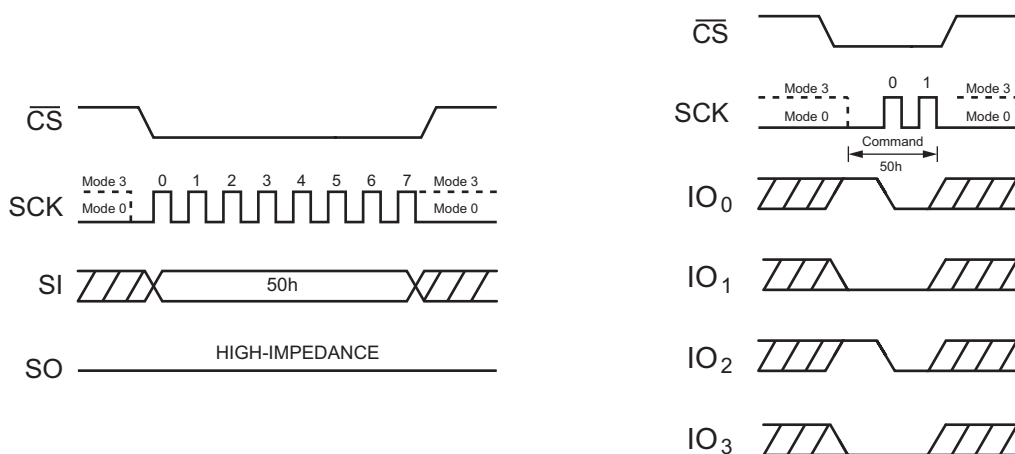 CS
Mode 3
0 1 2 3 4 5 6 7
Mode 3
SCK
Mode 0
Mode 0
SI
50h
SO
HIGH-IMPEDANCE
CS
0 1
Mode 3
Mode 3
SCK
Mode 0
Mode 0
Command
50h
IO0
IO1
IO2
IO3